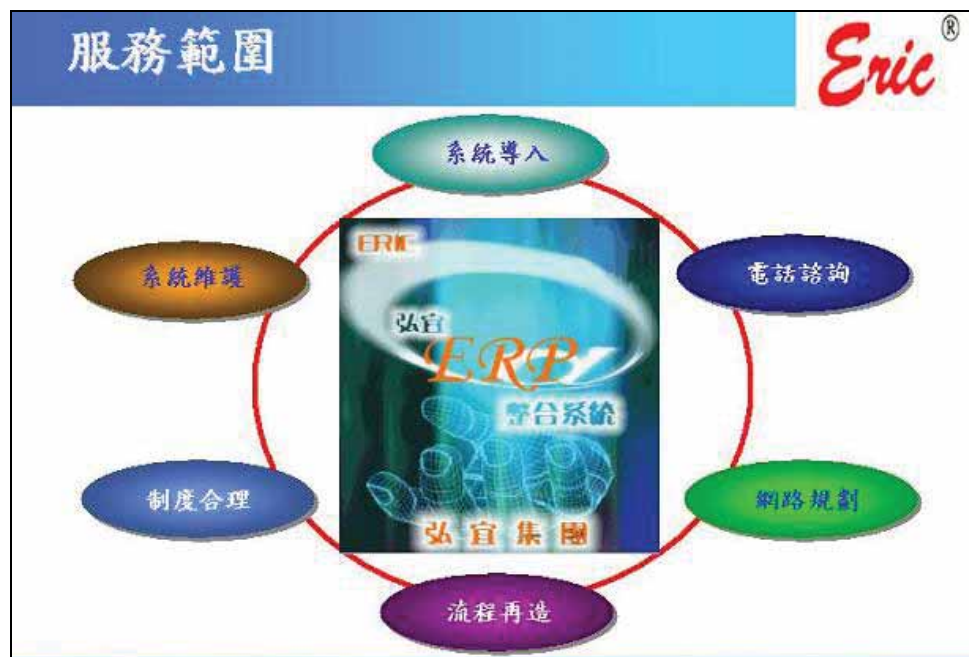 服務範圍
Eric®
系統導入
系統維護
電話諮詢
ERIC
弘宜
ERP
整合系統
制度合理
網路規劃
弘宜集團
流程再造